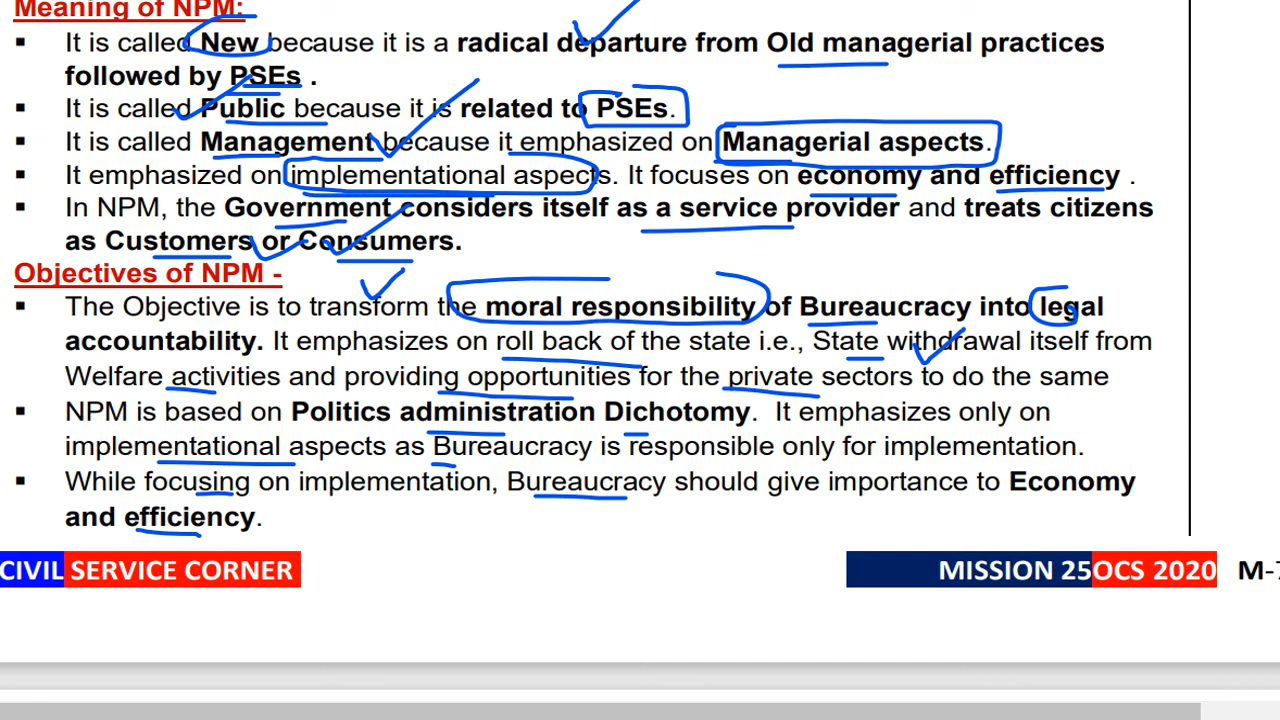 Meaning of NPM:
▪ It is called New because it is a radical departure from Old managerial practices
followed by PSEs .
▪ It is called Public because it is related to PSEs.
▪ It is called Management because it emphasized on Managerial aspects.
▪ It emphasized on implementational aspects. It focuses on economy and efficiency .
▪ In NPM, the Government considers itself as a service provider and treats citizens
as Customers or Consumers.
Objectives of NPM -
▪ The Objective is to transform the moral responsibility of Bureaucracy into legal
accountability. It emphasizes on roll back of the state i.e., State withdrawal itself from
Welfare activities and providing opportunities for the private sectors to do the same
▪ NPM is based on Politics administration Dichotomy. It emphasizes only on
implementational aspects as Bureaucracy is responsible only for implementation.
▪ While focusing on implementation, Bureaucracy should give importance to Economy
and efficiency.
CIVIL SERVICE CORNER MISSION 25OCS 2020 M-